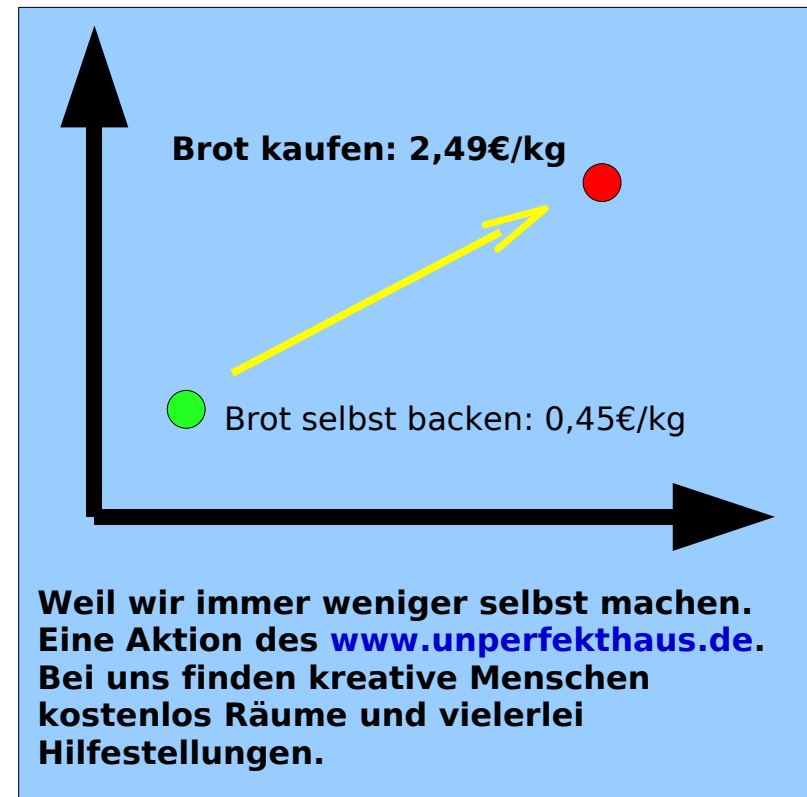 Brot kaufen: 2,49€/kg
Brot selbst backen: 0,45€/kg
Weil wir immer weniger selbst machen.
Eine Aktion des www.unperfekthaus.de.
Bei uns finden kreative Menschen
kostenlos Räume und vielerlei
Hilfestellungen.